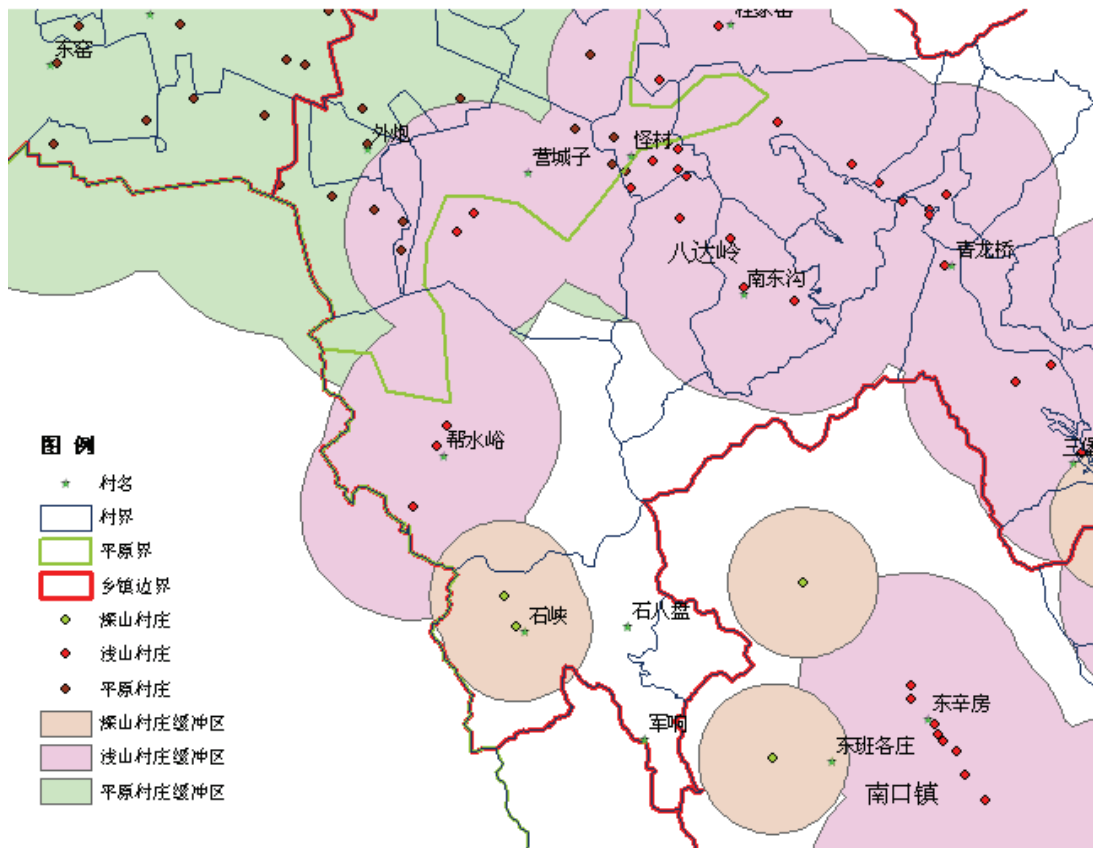 东窑
外炮
营城子
怪村
八达岭
南东沟
青龙桥
帮水峪
石峡
石八盘
军响
东辛房
东班各庄
南口镇
图 例
村名
村界
平原界
乡镇边界
深山村庄
浅山村庄
平原村庄
深山村庄缓冲区
浅山村庄缓冲区
平原村庄缓冲区